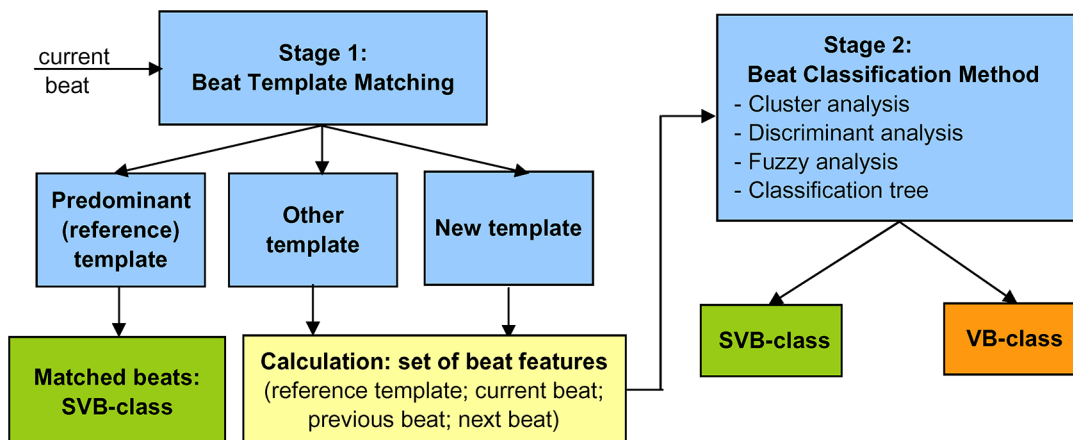 current
beat
Stage 1:
Beat Template Matching
Predominant
(reference)
template
Other
template
New template
Matched beats:
SVB-class
Calculation: set of beat features
(reference template; current beat;
previous beat; next beat)
Stage 2:
Beat Classification Method
- Cluster analysis
- Discriminant analysis
- Fuzzy analysis
- Classification tree
SVB-class
VB-class